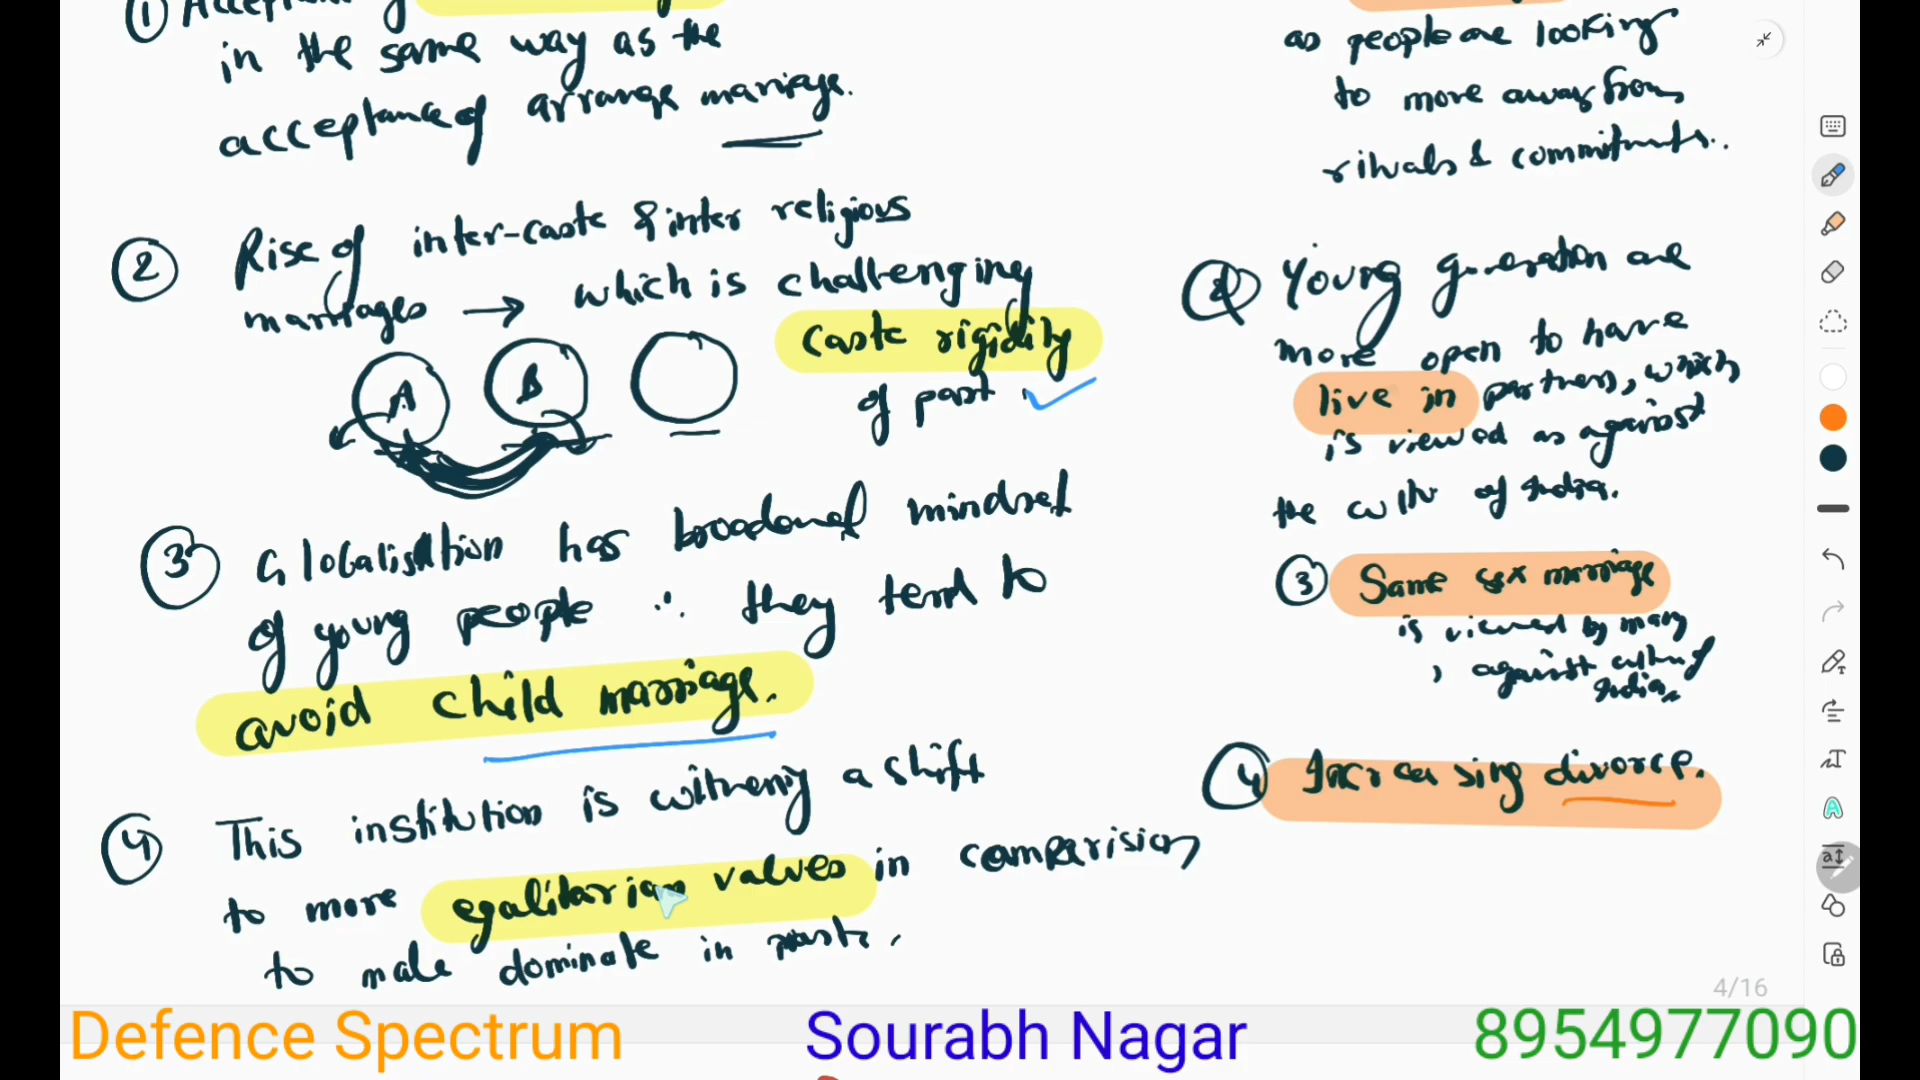 ① Accept
in the same way as the
acceptance of arrange marriage.
② Rise of inter-caste & inter religious
marriages → which is challenging
caste rigidity
of past
A B
③ Globalisation has broadened mindset
of young people ∴ they tend to
avoid child marriage.
④ This institution is witnessing a shift
to more egalitarian values in comparision
to male dominate in past.
as people are looking
to more away from
rituals & commitments.
② Young generation are
more open to have
live in partners, which
is viewed as against
the of India.
③ Same sex marriage
is viewed by many
against culture of
India
④ Increasing divorce.
4/16
Defence Spectrum Sourabh Nagar 8954977090